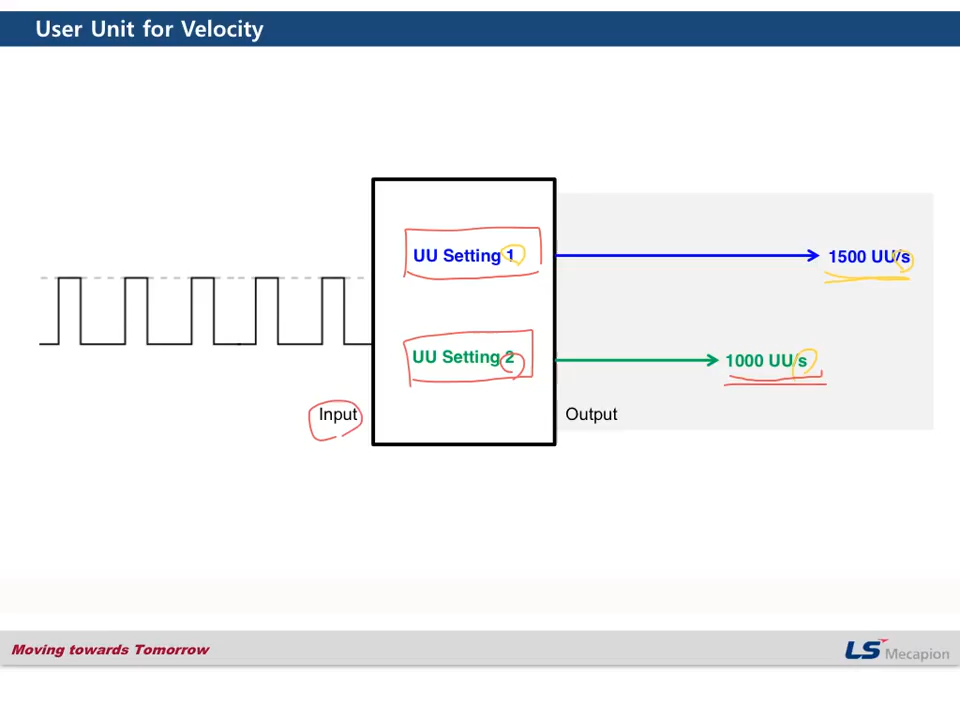 User Unit for Velocity
UU Setting 1
1500 UU/s
UU Setting 2
1000 UU/s
Input
Output
Moving towards Tomorrow
LS Mecapion